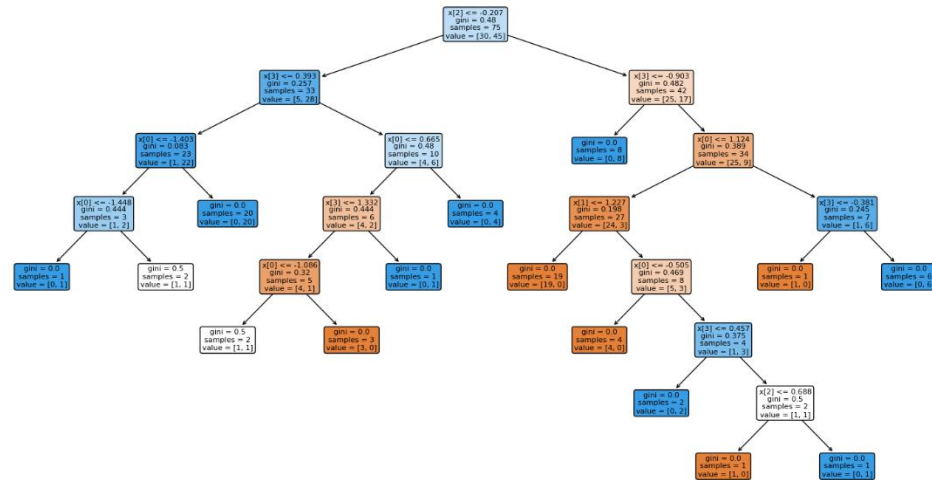 x[2] <= -0.207
gini = 0.48
samples = 75
value = [30, 45]
x[3] <= 0.393
gini = 0.257
samples = 33
value = [5, 28]
x[3] <= -0.903
gini = 0.482
samples = 42
value = [25, 17]
x[0] <= -1.403
gini = 0.083
samples = 23
value = [1, 22]
x[0] <= 0.665
gini = 0.48
samples = 10
value = [4, 6]
gini = 0.0
samples = 8
value = [0, 8]
x[0] <= 1.124
gini = 0.389
samples = 34
value = [25, 9]
x[0] <= -1.448
gini = 0.444
samples = 3
value = [1, 2]
gini = 0.0
samples = 20
value = [0, 20]
x[3] <= 1.332
gini = 0.444
samples = 6
value = [4, 2]
gini = 0.0
samples = 4
value = [0, 4]
x[1] <= 1.227
gini = 0.198
samples = 27
value = [24, 3]
x[3] <= -0.381
gini = 0.245
samples = 7
value = [1, 6]
gini = 0.0
samples = 1
value = [0, 1]
gini = 0.5
samples = 2
value = [1, 1]
x[0] <= -1.086
gini = 0.32
samples = 5
value = [4, 1]
gini = 0.0
samples = 1
value = [0, 1]
gini = 0.0
samples = 19
value = [19, 0]
x[0] <= -0.505
gini = 0.469
samples = 8
value = [5, 3]
gini = 0.0
samples = 1
value = [1, 0]
gini = 0.0
samples = 6
value = [0, 6]
gini = 0.5
samples = 2
value = [1, 1]
gini = 0.0
samples = 3
value = [3, 0]
gini = 0.0
samples = 4
value = [4, 0]
x[3] <= 0.457
gini = 0.375
samples = 4
value = [1, 3]
gini = 0.0
samples = 2
value = [0, 2]
x[2] <= 0.688
gini = 0.5
samples = 2
value = [1, 1]
gini = 0.0
samples = 1
value = [1, 0]
gini = 0.0
samples = 1
value = [0, 1]